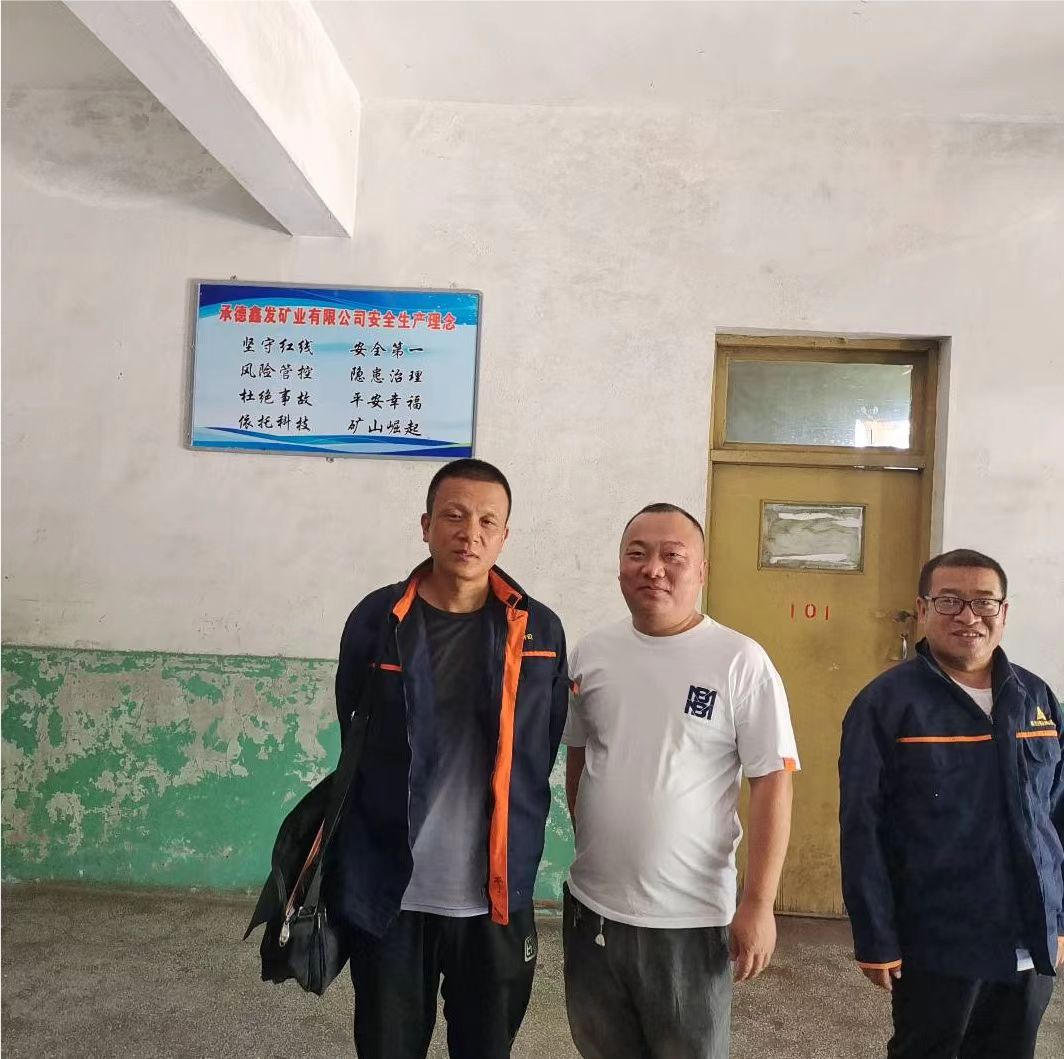 承德鑫发矿业有限公司安全生产理念
坚守红线 安全第一
风险管控 隐患治理
杜绝事故 平安幸福
依托科技 矿山崛起
101